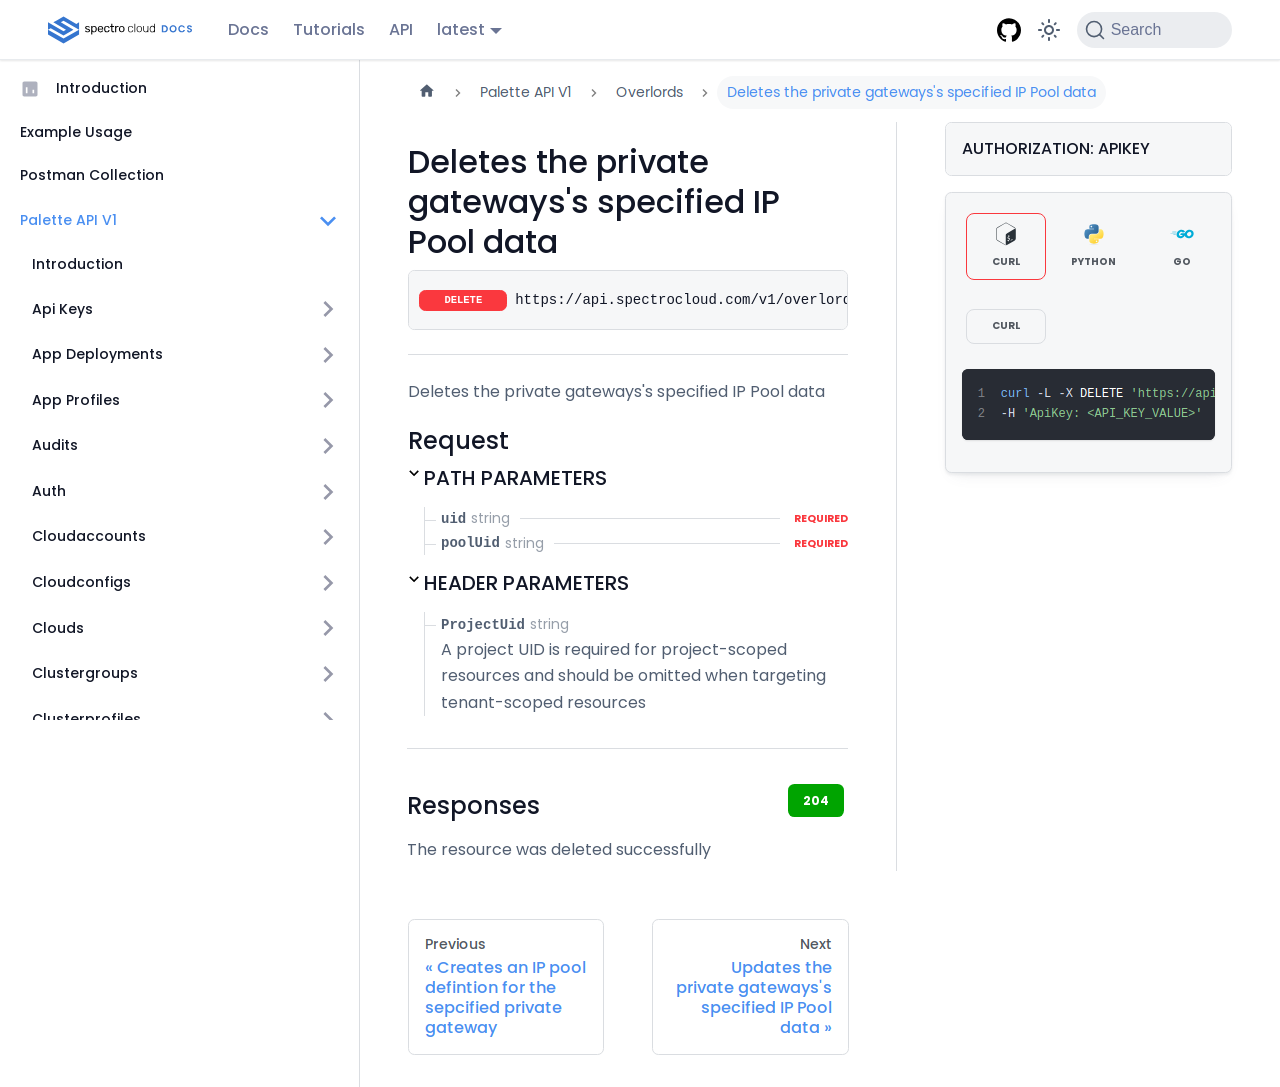 spectro cloud DOCS
Docs
Tutorials
API
latest
Search
Introduction
Example Usage
Postman Collection
Palette API V1
Introduction
Api Keys
App Deployments
App Profiles
Audits
Auth
Cloudaccounts
Cloudconfigs
Clouds
Clustergroups
Clusterprofiles
Palette API V1
Overlords
Deletes the private gateways's specified IP Pool data
Deletes the private
gateways's specified IP
Pool data
DELETE https://api.spectrocloud.com/v1/overlord
Deletes the private gateways's specified IP Pool data
Request
PATH PARAMETERS
uid string REQUIRED
poolUid string REQUIRED
HEADER PARAMETERS
ProjectUid string
A project UID is required for project-scoped
resources and should be omitted when targeting
tenant-scoped resources
Responses
204
The resource was deleted successfully
Previous
« Creates an IP pool
defintion for the
sepcified private
gateway
Next
Updates the
private gateways's
specified IP Pool
data »
AUTHORIZATION: APIKEY
CURL
PYTHON
GO
CURL
1 curl -L -X DELETE 'https://api
2 -H 'ApiKey: <API_KEY_VALUE>'